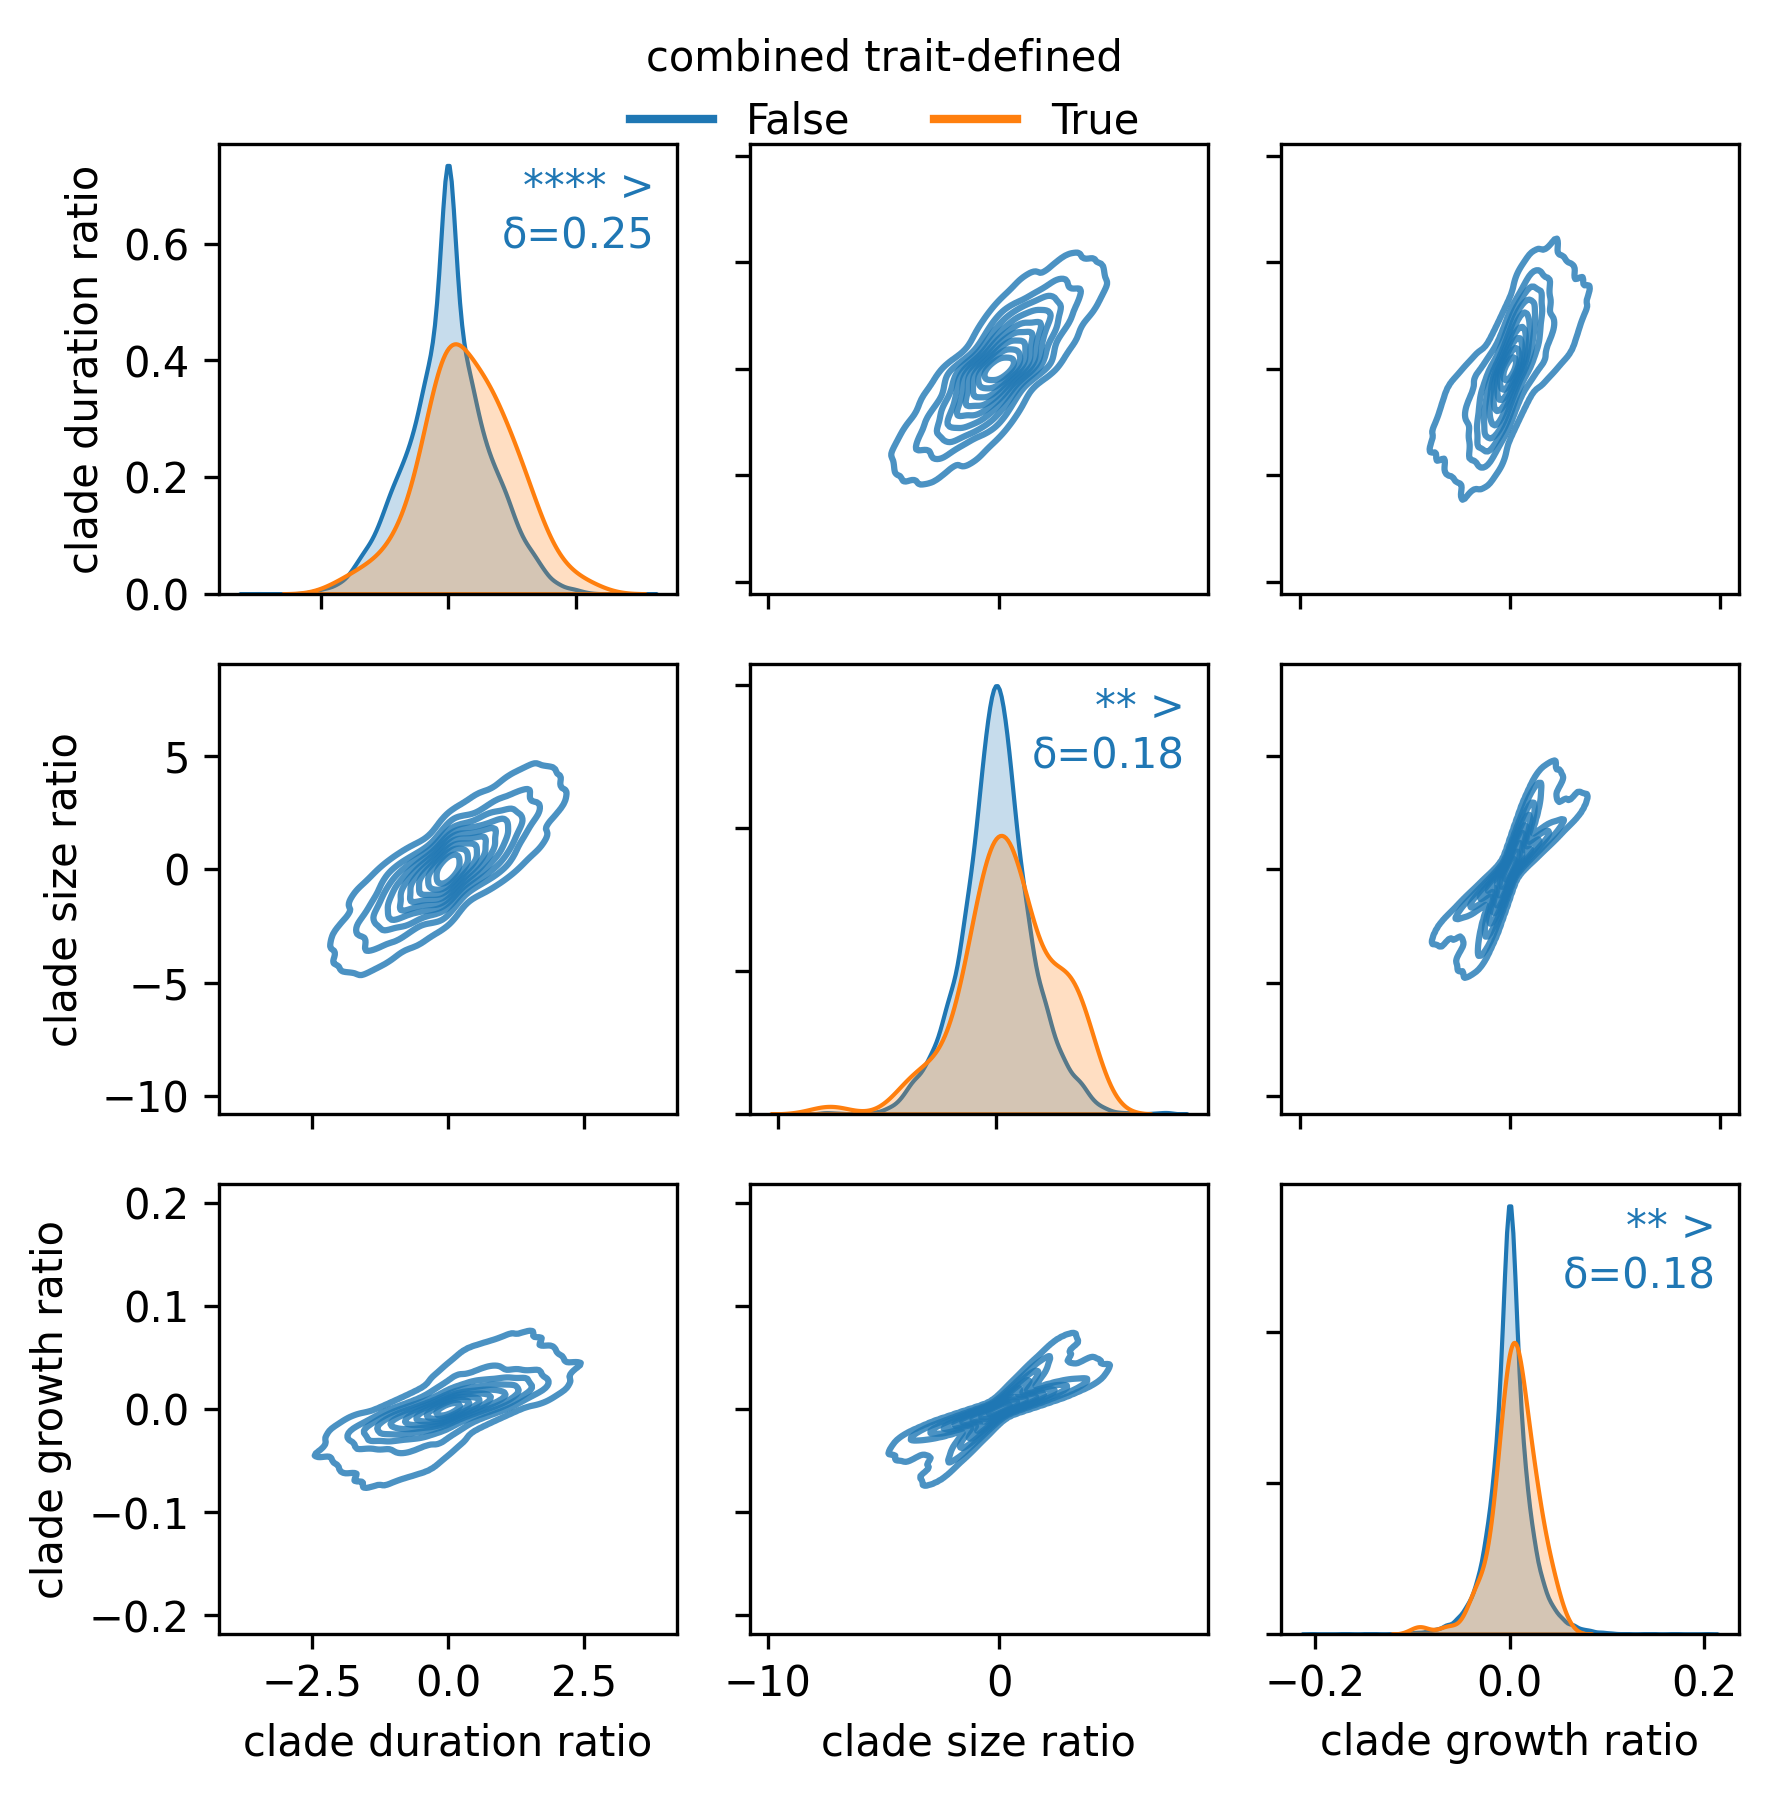 combined trait-defined
False True
clade duration ratio
0.6
0.4
0.2
0.0
**** >
δ=0.25
clade size ratio
5
0
−5
−10
** >
δ=0.18
clade growth ratio
0.2
0.1
0.0
−0.1
−0.2
** >
δ=0.18
−2.5 0.0 2.5
−10 0
−0.2 0.0 0.2
clade duration ratio
clade size ratio
clade growth ratio